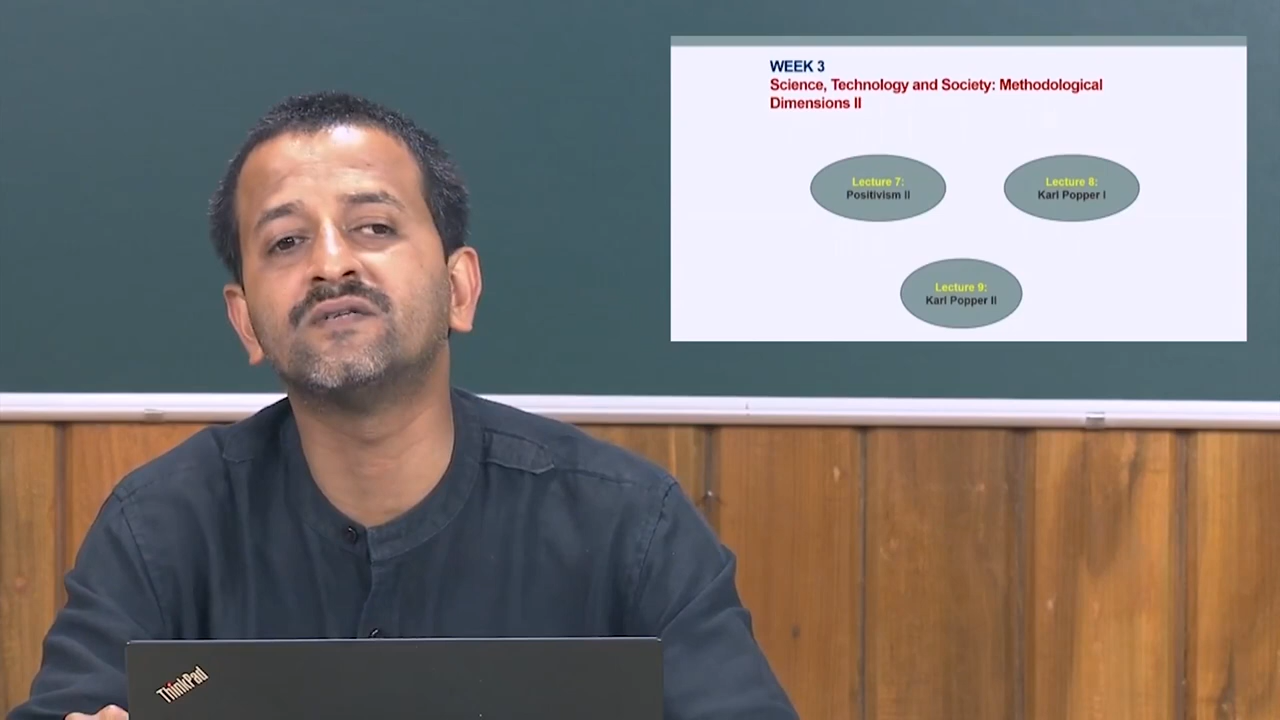 WEEK 3
Science, Technology and Society: Methodological
Dimensions II
Lecture 7:
Positivism II
Lecture 8:
Karl Popper I
Lecture 9:
Karl Popper II
ThinkPad